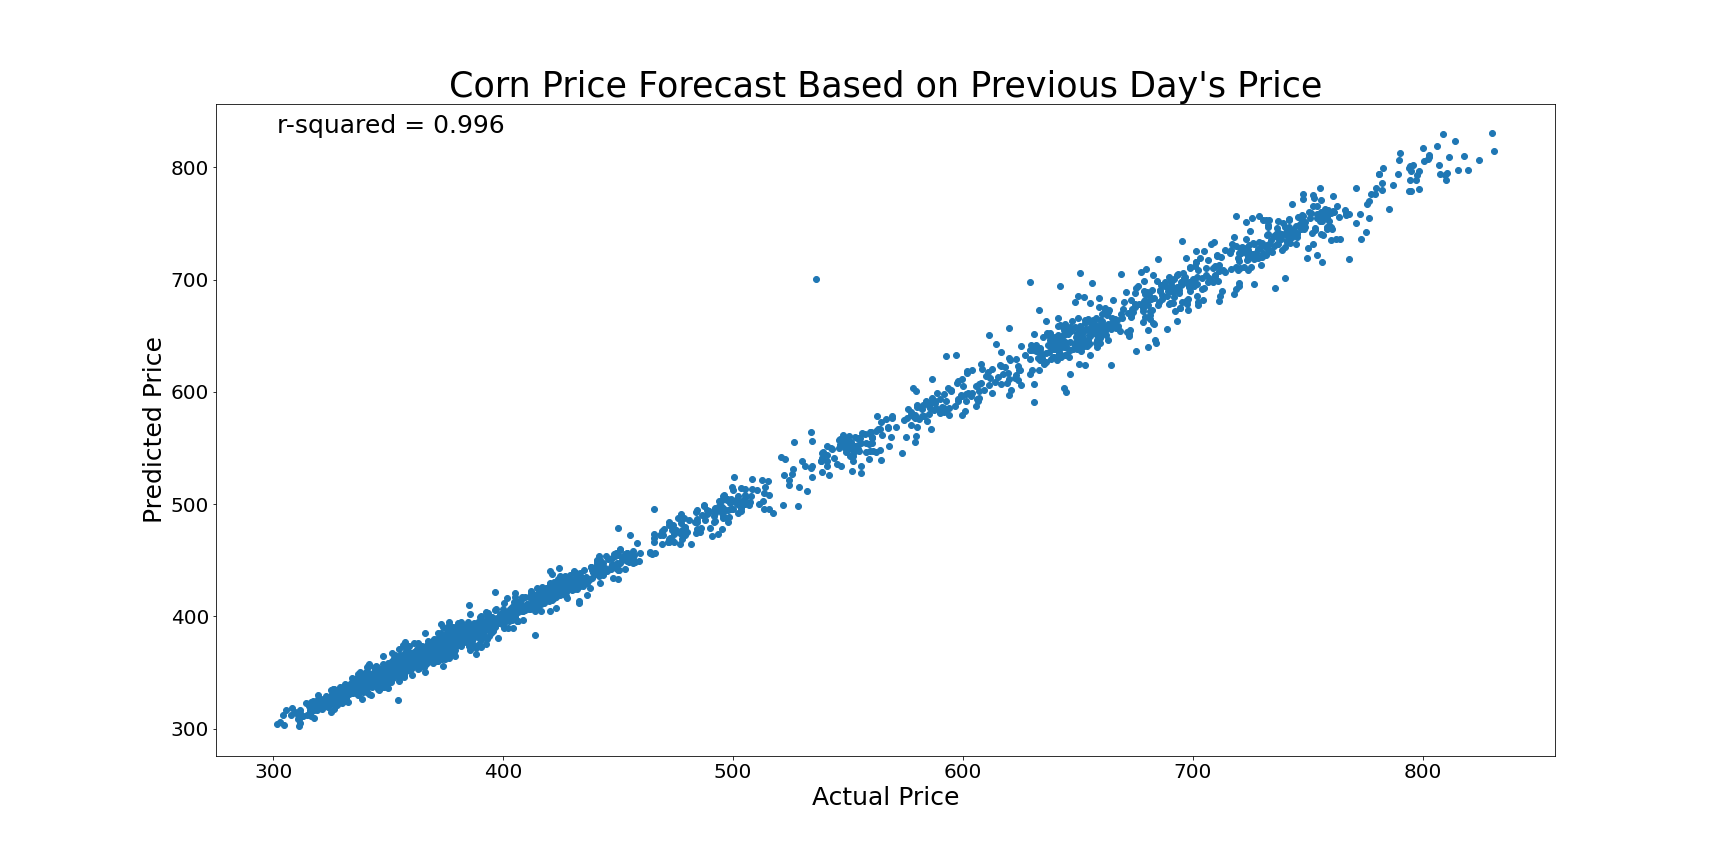 Corn Price Forecast Based on Previous Day's Price
r-squared = 0.996
800
700
600
500
400
300
Predicted Price
300 400 500 600 700 800
Actual Price